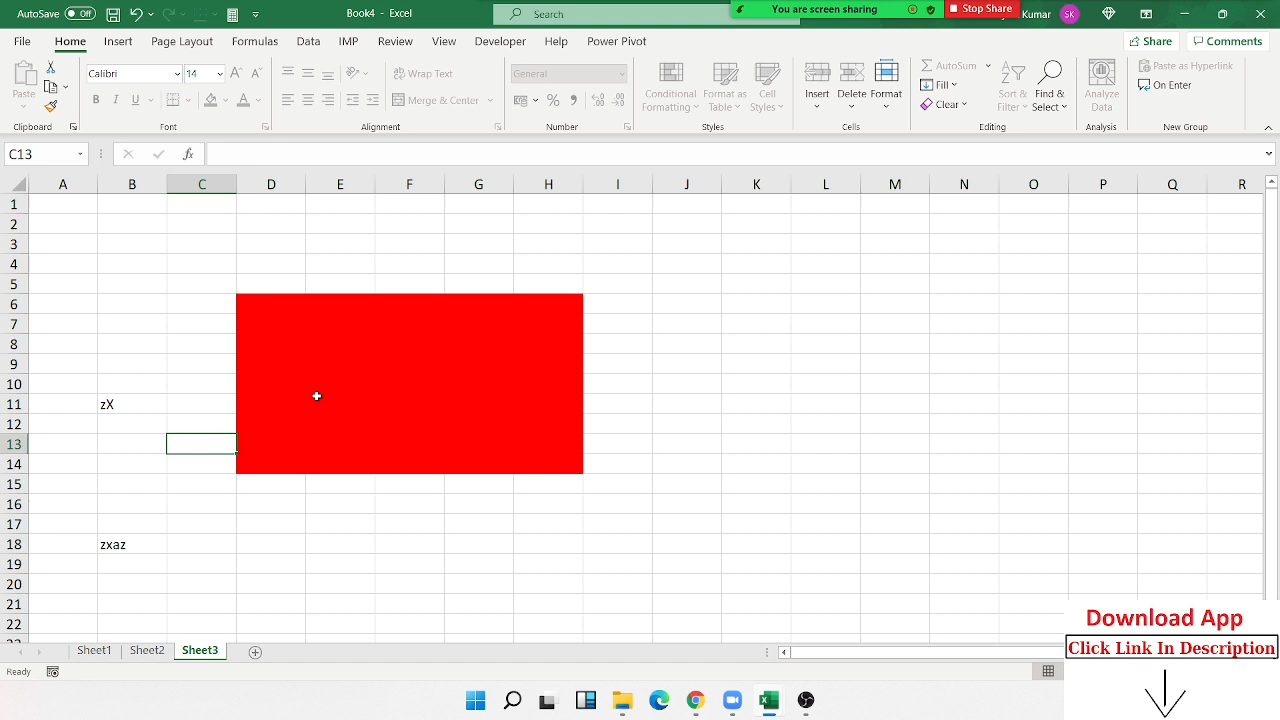 AutoSave Off Book4 - Excel Search You are screen sharing Stop Share Kumar SK
File Home Insert Page Layout Formulas Data IMP Review View Developer Help Power Pivot Share Comments
Paste Calibri 14 Wrap Text General Conditional Formatting Format as Table Cell Styles Insert Delete Format AutoSum Fill Clear Sort & Filter Find & Select Analyze Data Paste as Hyperlink On Enter
B I U Merge & Center
Clipboard Font Alignment Number Styles Cells Editing Analysis New Group
C13 fx
A B C D E F G H I J K L M N O P Q R
1
2
3
4
5
6
7
8
9
10
11 zX
12
13
14
15
16
17
18 zxaz
19
20
21
22
Sheet1 Sheet2 Sheet3
Ready
Download App
Click Link In Description